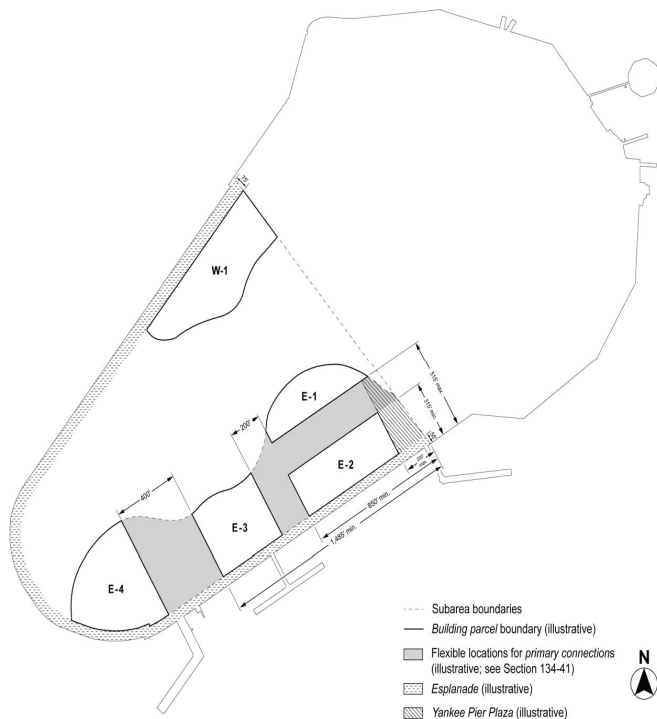 75'
W-1
E-1
515' max.
315' min.
200'
E-2
850' min.
400'
E-3
1,485' min.
E-4
Subarea boundaries
Building parcel boundary (illustrative)
Flexible locations for primary connections
(illustrative; see Section 134-41)
Esplanade (illustrative)
Yankee Pier Plaza (illustrative)
N